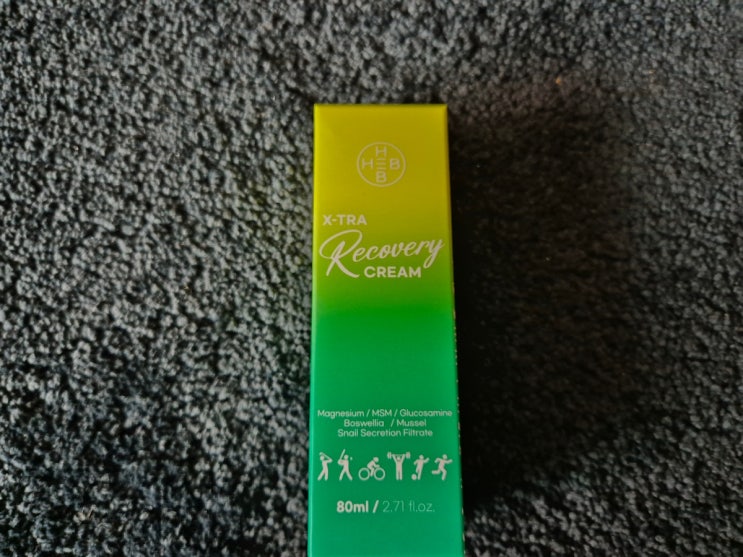 H
HEB
B
X-TRA
Recovery
CREAM
Magnesium / MSM / Glucosamine
Boswellia / Mussel
Snail Secretion Filtrate
80ml / 2.71 fl.oz.